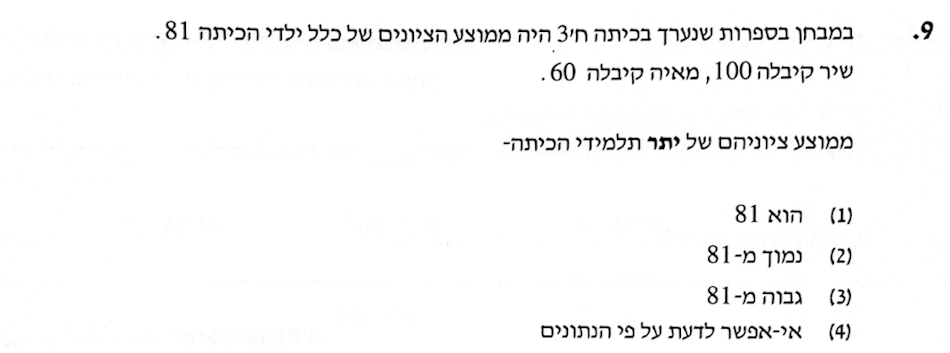 9. במבחן בספרות שנערך בכיתה ח'3 היה ממוצע הציונים של כלל ילדי הכיתה 81.
שיר קיבלה 100, מאיה קיבלה 60.
ממוצע ציוניהם של יתר תלמידי הכיתה-
(1) הוא 81
(2) נמוך מ-81
(3) גבוה מ-81
(4) אי-אפשר לדעת על פי הנתונים